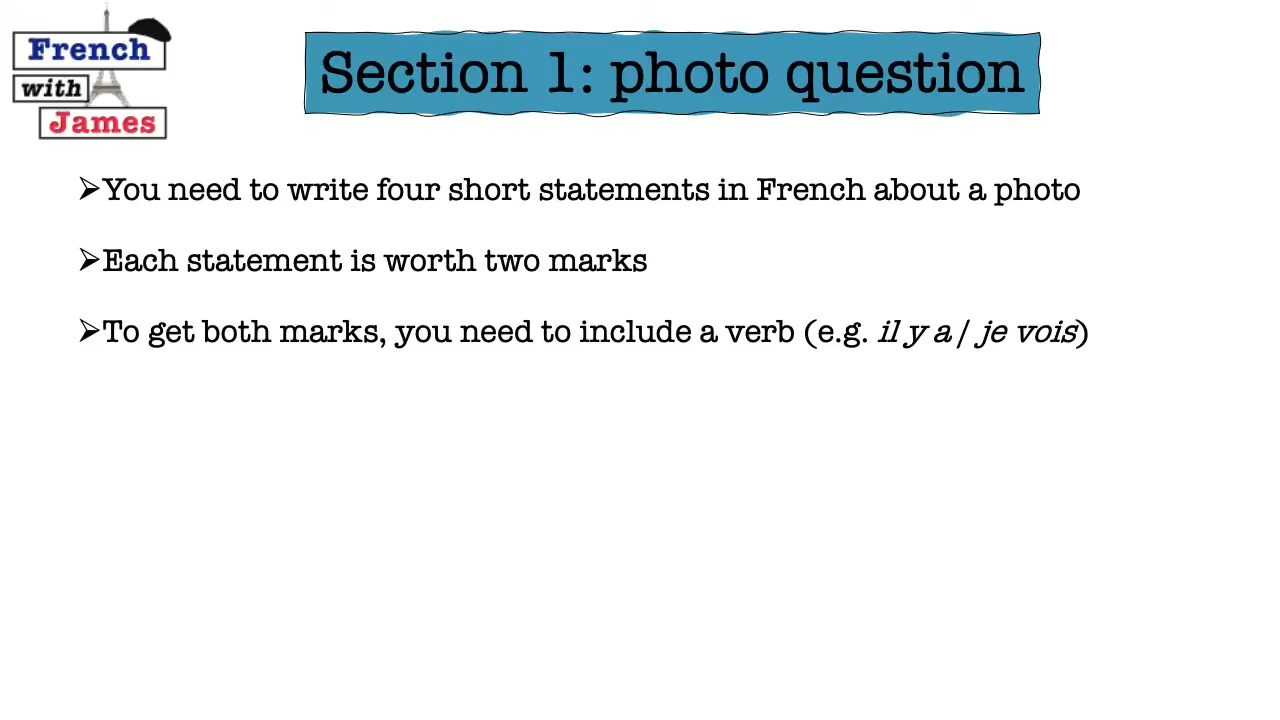 French
with
James
Section 1: photo question
➢You need to write four short statements in French about a photo
➢Each statement is worth two marks
➢To get both marks, you need to include a verb (e.g. il y a / je vois)